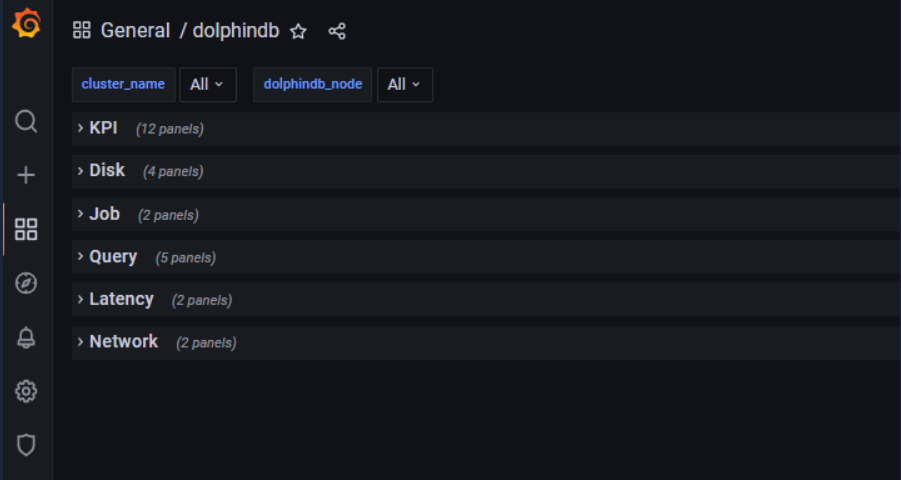 General / dolphindb
cluster_name All dolphindb_node All
KPI (12 panels)
Disk (4 panels)
Job (2 panels)
Query (5 panels)
Latency (2 panels)
Network (2 panels)